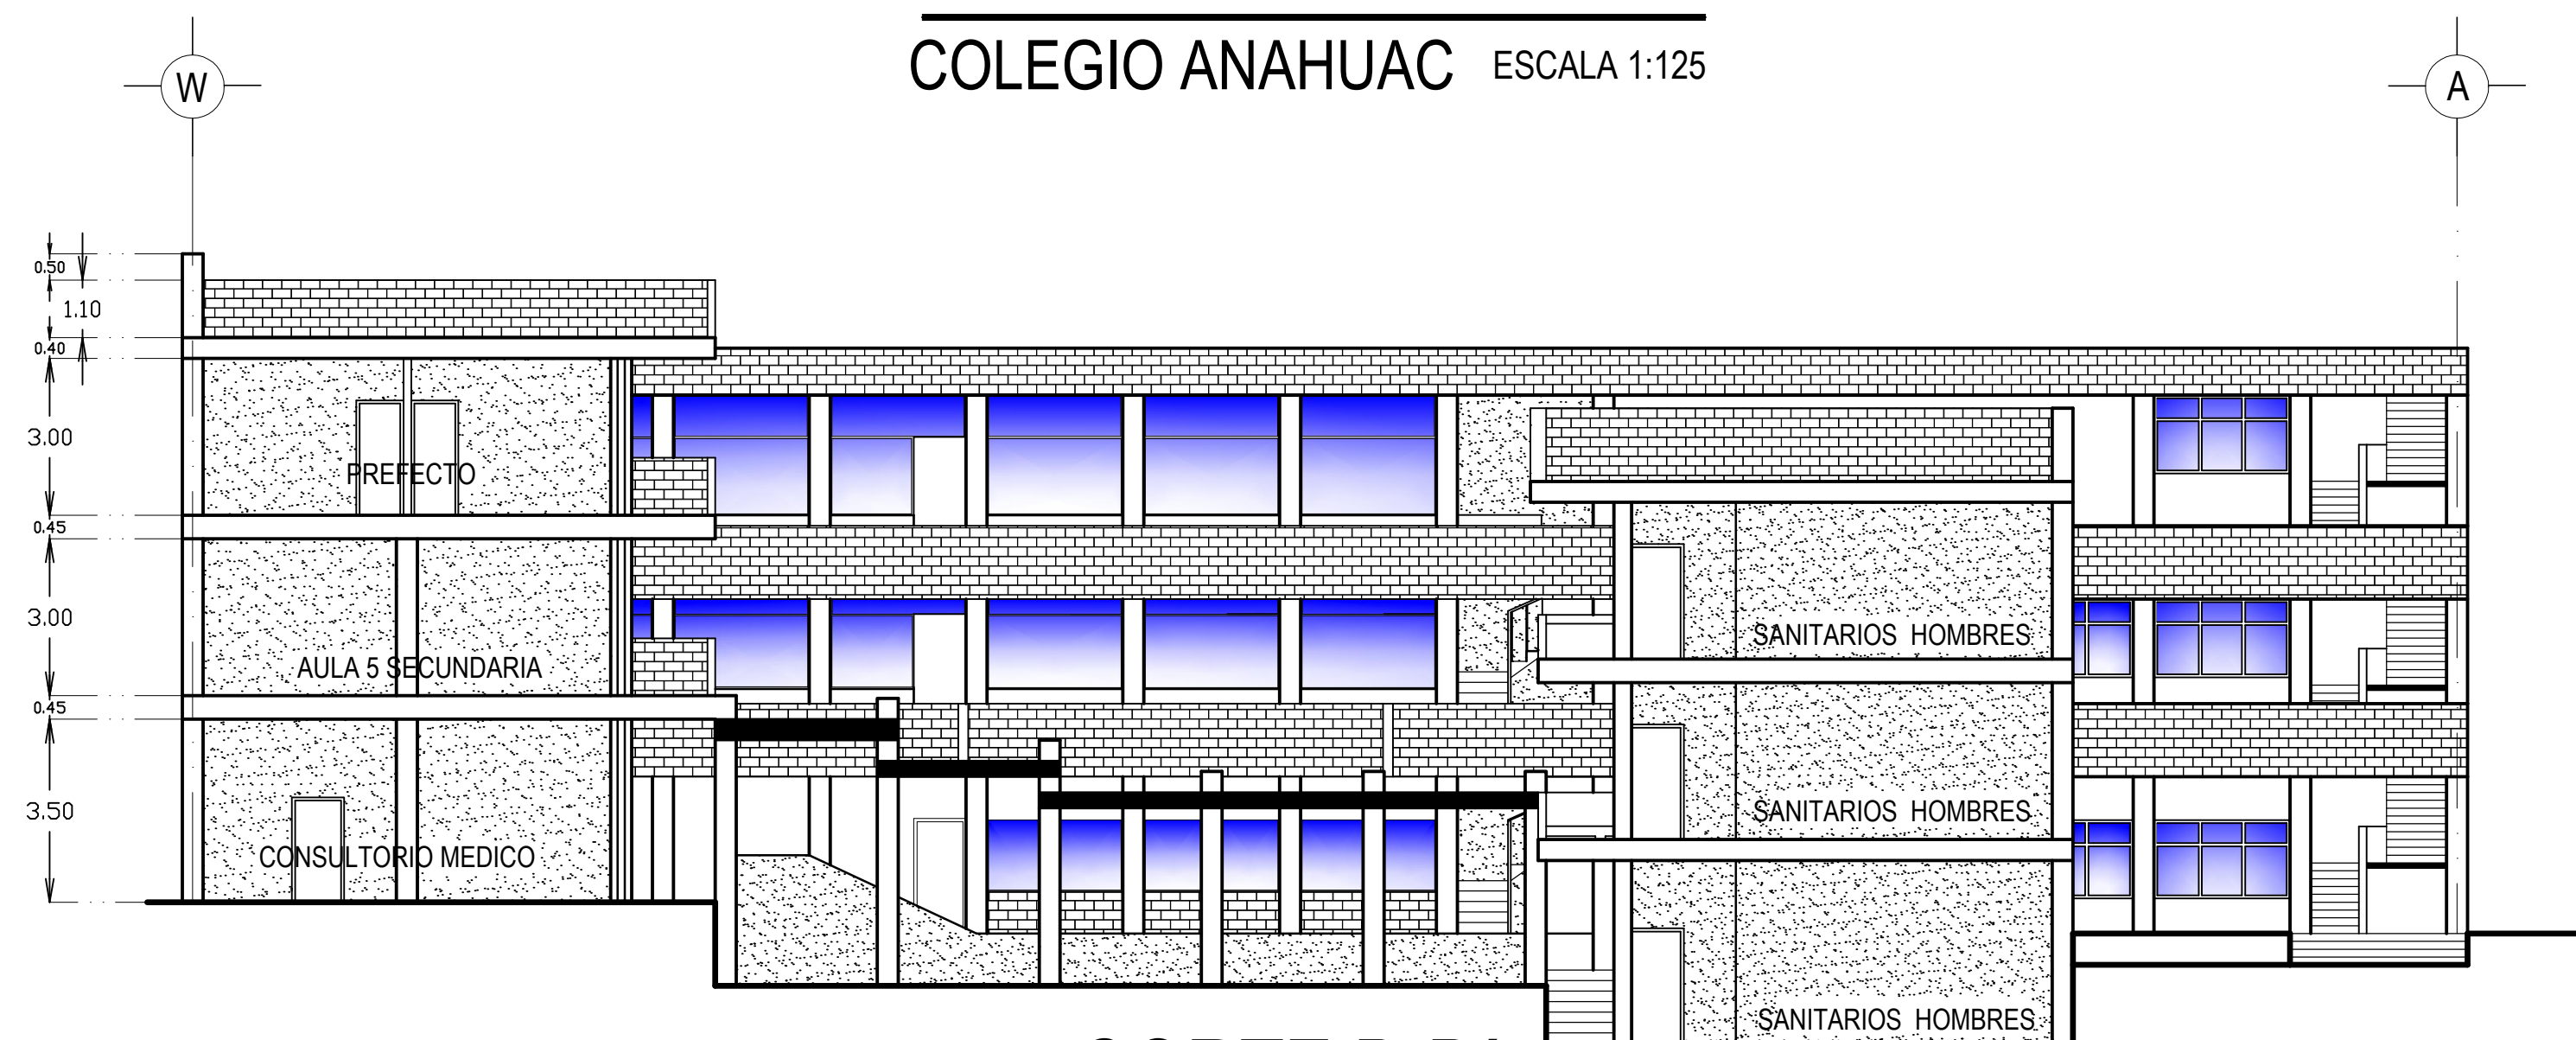 COLEGIO ANAHUAC ESCALA 1:125
W
A
0.50
1.10
0.40
3.00
PREFECTO
0.45
3.00
SANITARIOS HOMBRES
AULA 5 SECUNDARIA
0.45
3.50
SANITARIOS HOMBRES
CONSULTORIO MEDICO
SANITARIOS HOMBRES